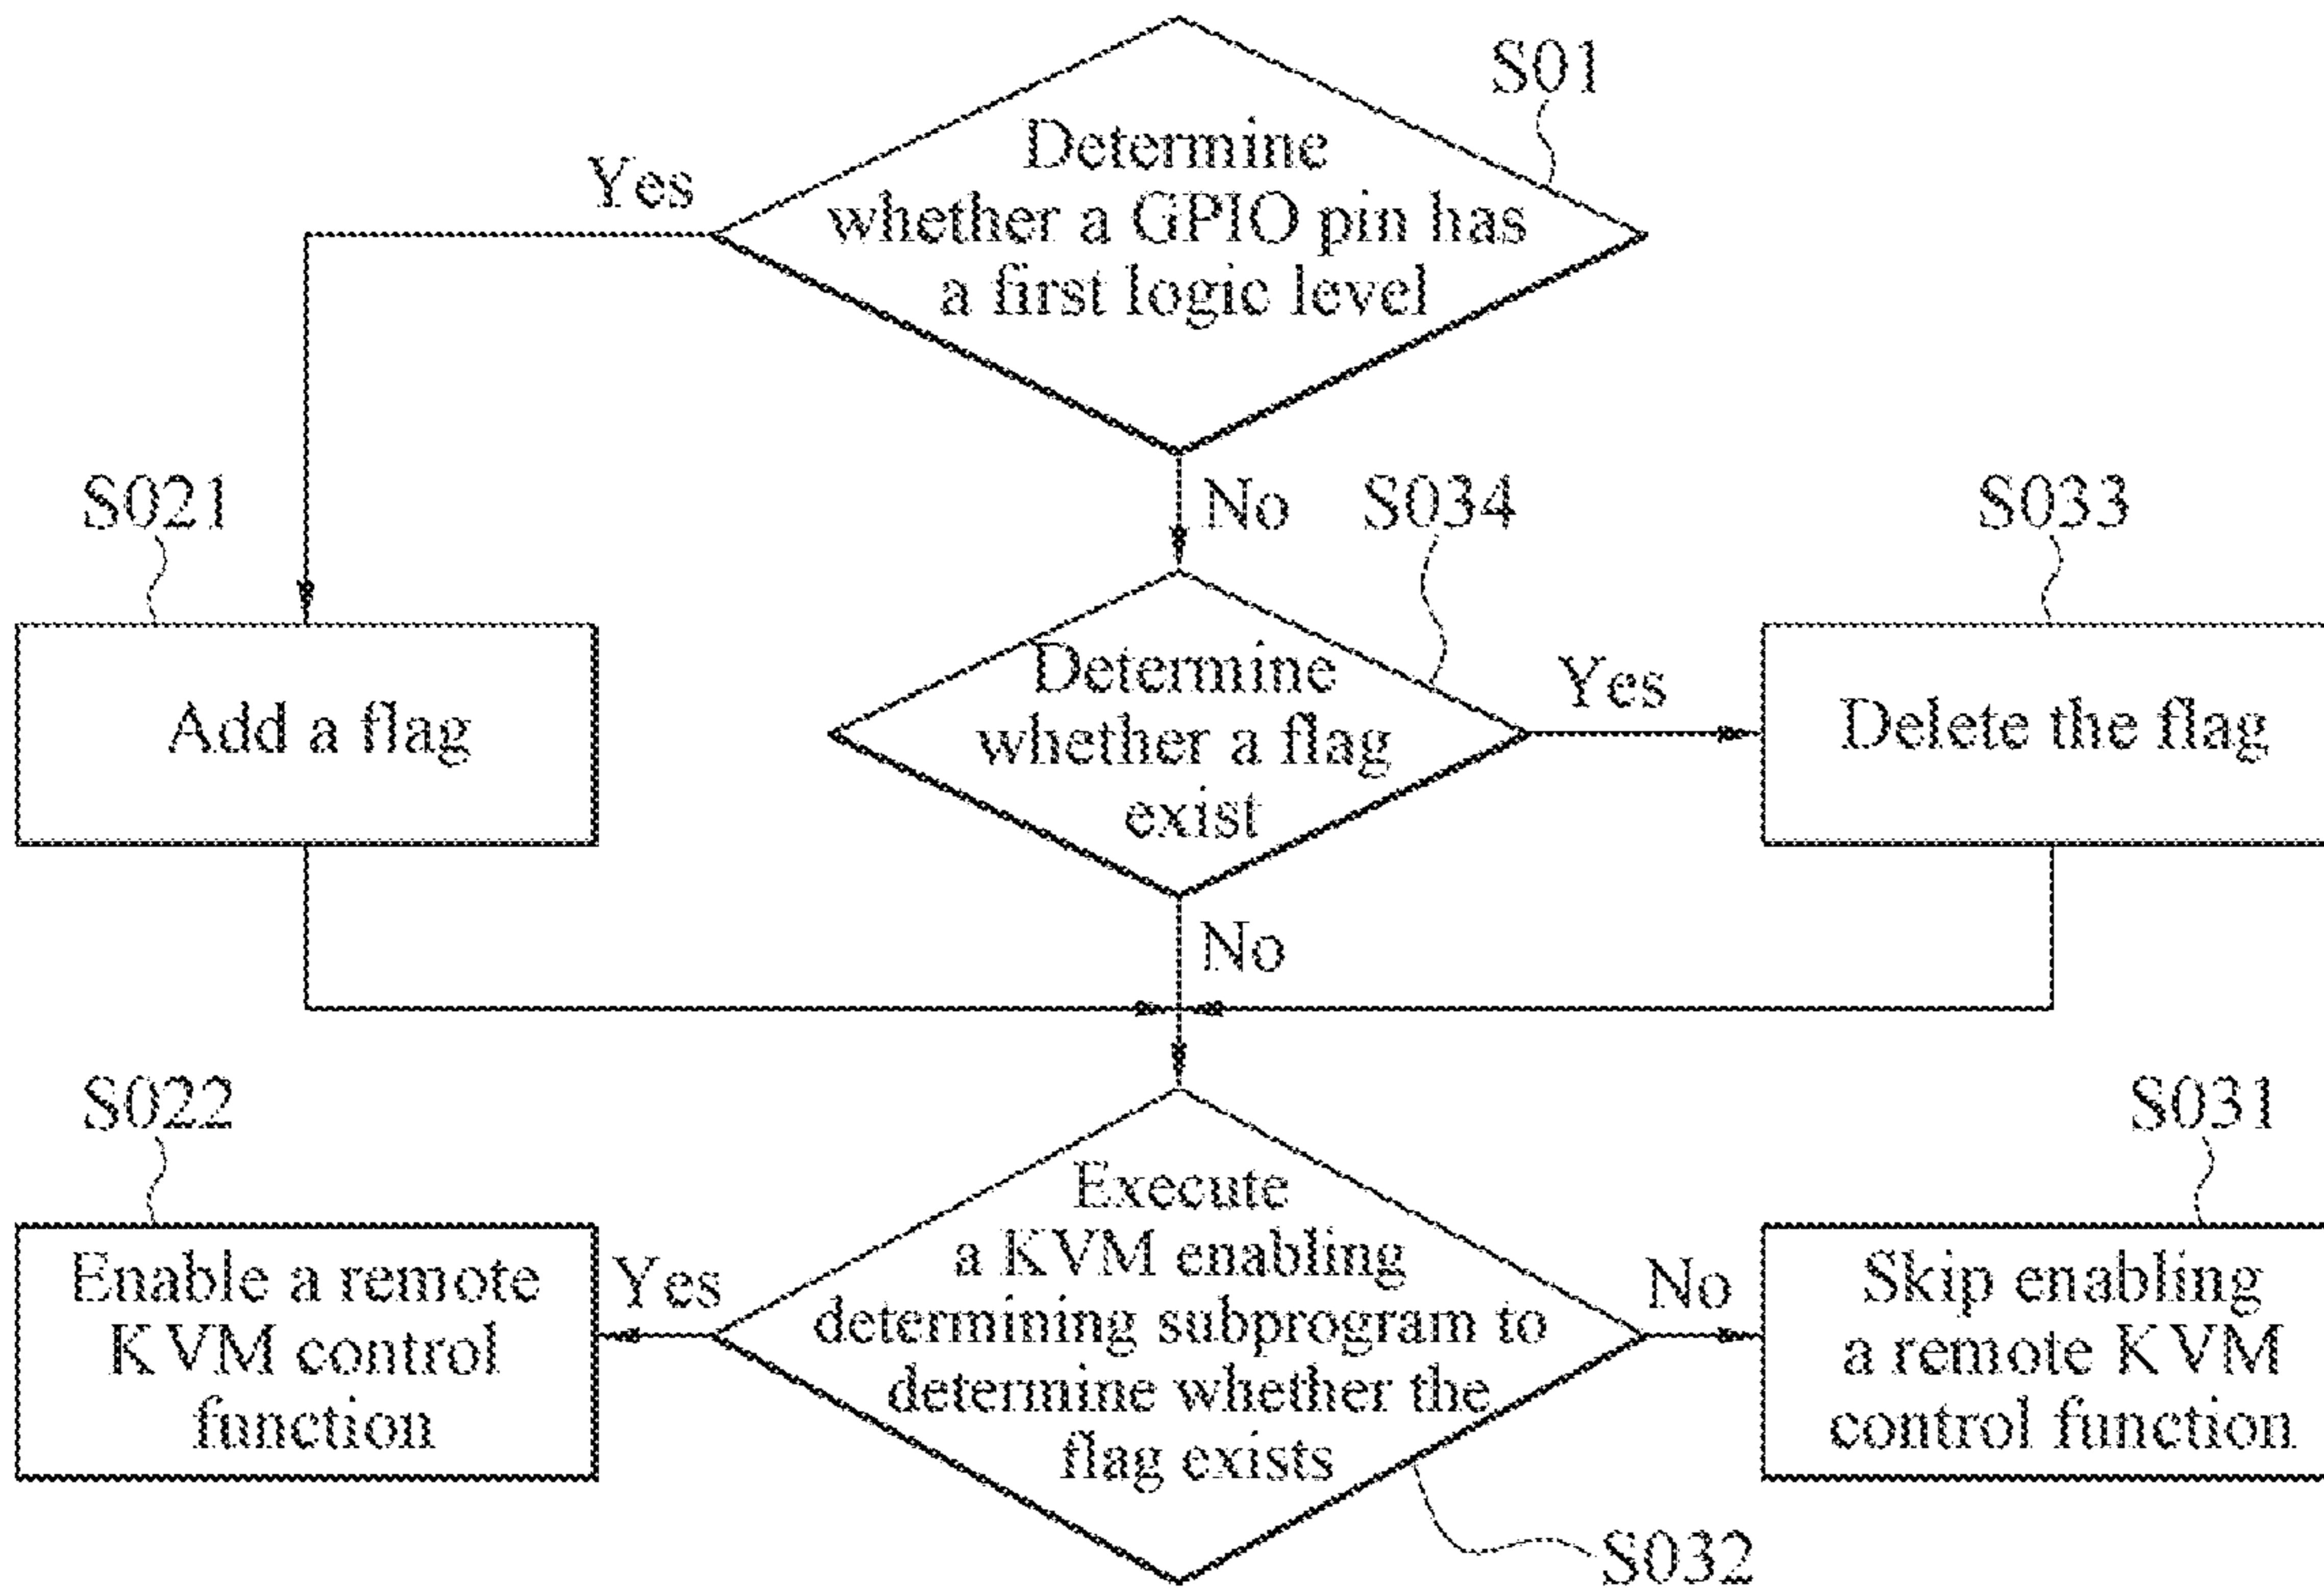 S01
Determine
whether a GPIO pin has
a first logic level
Yes
No
S021
S034
S033
Add a flag
Determine
whether a flag
exist
Yes
Delete the flag
No
S022
S031
Enable a remote
KVM control
function
Yes
Execute
a KVM enabling
determining subprogram to
determine whether the
flag exists
No
Skip enabling
a remote KVM
control function
S032